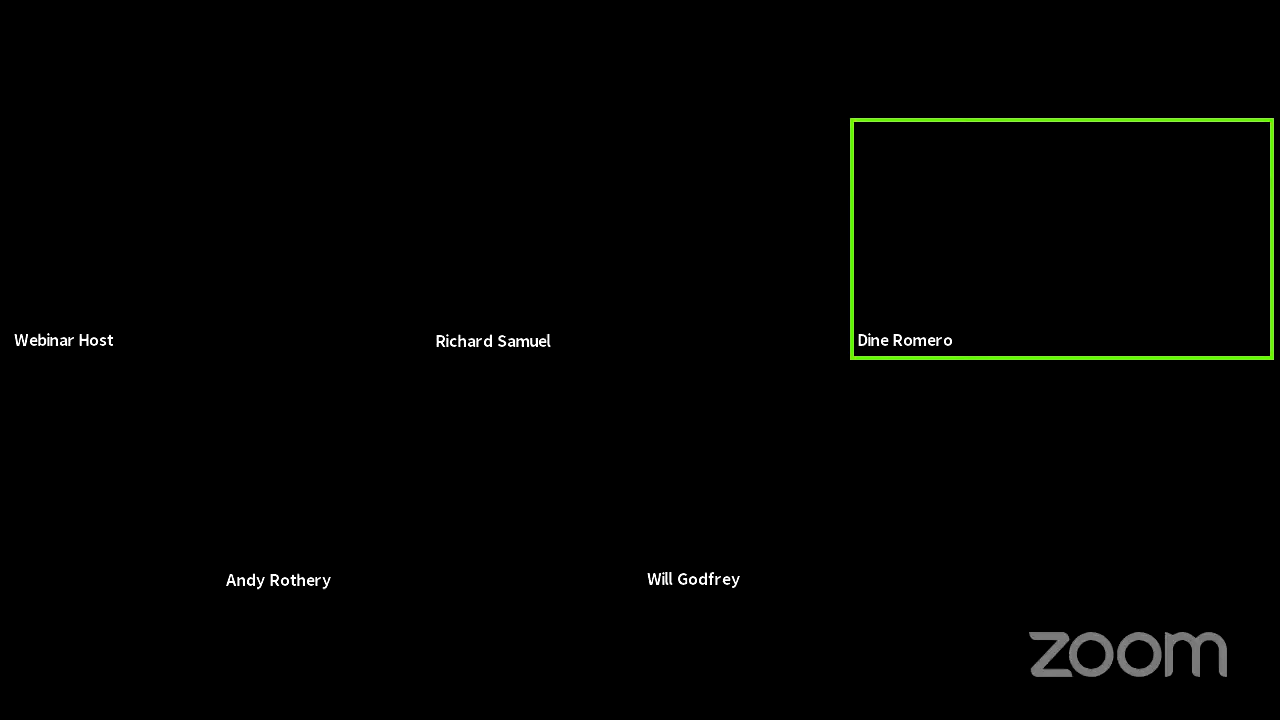 Webinar Host
Richard Samuel
Dine Romero
Andy Rothery
Will Godfrey
zoom